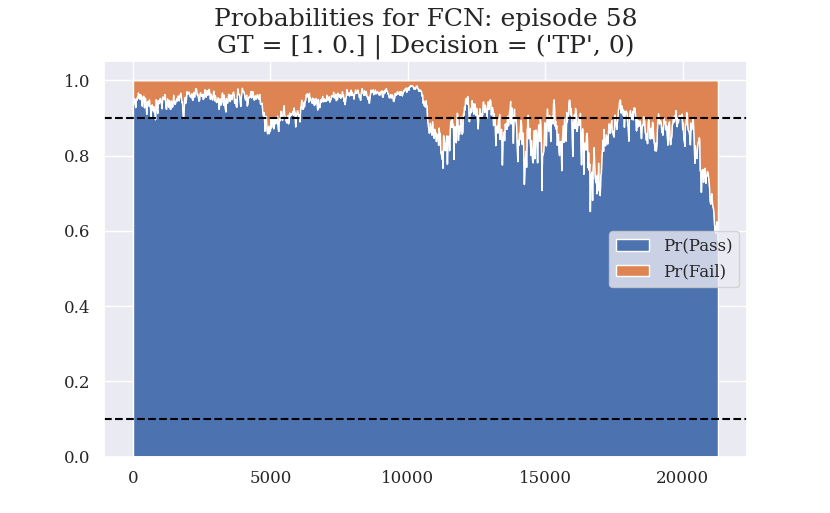 Probabilities for FCN: episode 58
GT = [1. 0.] | Decision = ('TP', 0)
1.0
0.8
0.6
0.4
0.2
0.0
Pr(Pass)
Pr(Fail)
0 5000 10000 15000 20000